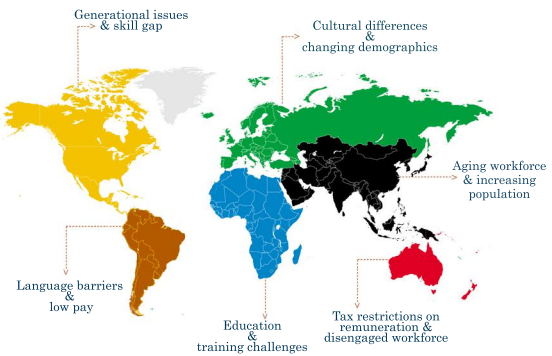 Generational issues
& skill gap
Cultural differences
&
changing demographics
Aging workforce
& increasing
population
Language barriers
&
low pay
Education
&
training challenges
Tax restrictions on
remuneration &
disengaged workforce